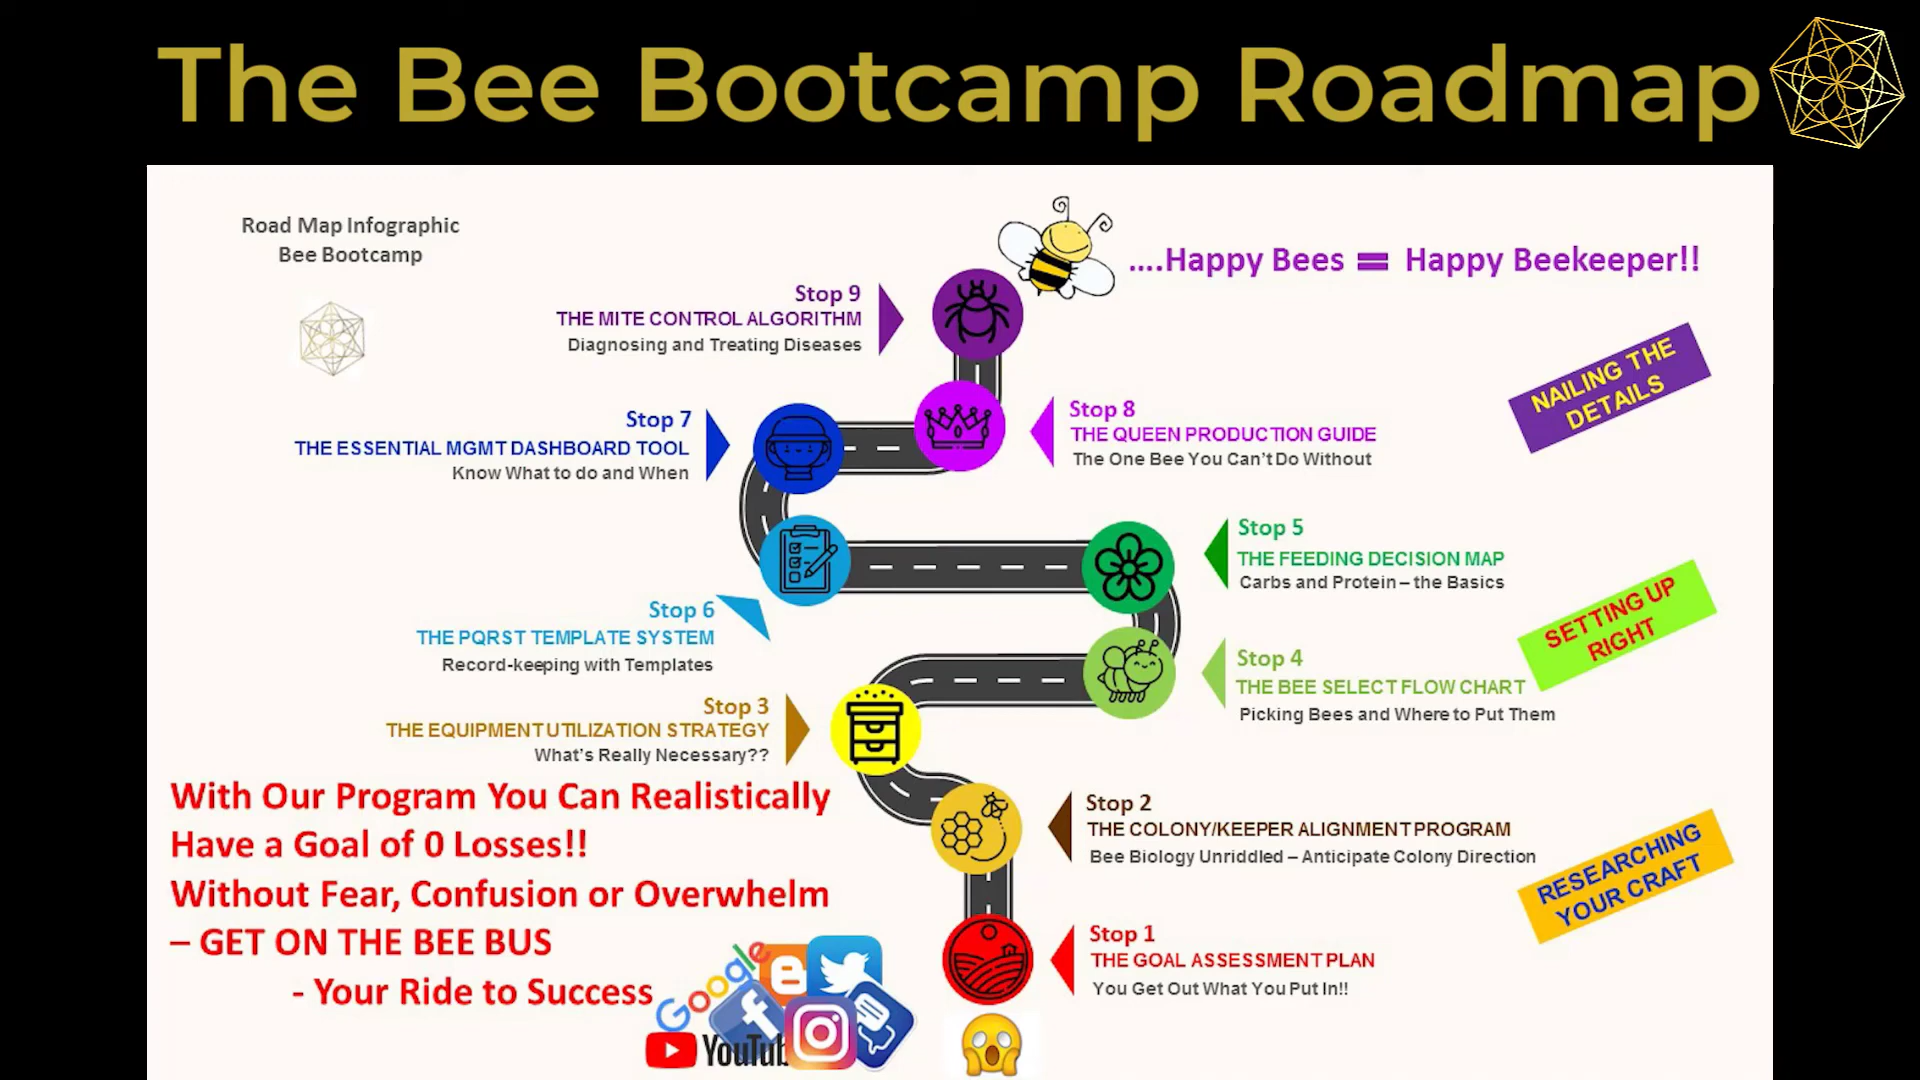 The Bee Bootcamp Roadmap
Road Map Infographic
Bee Bootcamp
....Happy Bees = Happy Beekeeper!!
Stop 9
THE MITE CONTROL ALGORITHM
Diagnosing and Treating Diseases
NAILING THE
DETAILS
Stop 7
THE ESSENTIAL MGMT DASHBOARD TOOL
Know What to do and When
Stop 8
THE QUEEN PRODUCTION GUIDE
The One Bee You Can't Do Without
Stop 5
THE FEEDING DECISION MAP
Carbs and Protein – the Basics
SETTING UP
RIGHT
Stop 6
THE PQRST TEMPLATE SYSTEM
Record-keeping with Templates
Stop 4
THE BEE SELECT FLOW CHART
Picking Bees and Where to Put Them
Stop 3
THE EQUIPMENT UTILIZATION STRATEGY
What's Really Necessary??
With Our Program You Can Realistically
Have a Goal of 0 Losses!!
Without Fear, Confusion or Overwhelm
– GET ON THE BEE BUS
- Your Ride to Success
Stop 2
THE COLONY/KEEPER ALIGNMENT PROGRAM
Bee Biology Unriddled – Anticipate Colony Direction
RESEARCHING
YOUR CRAFT
Stop 1
THE GOAL ASSESSMENT PLAN
You Get Out What You Put In!!
Google
YouTub